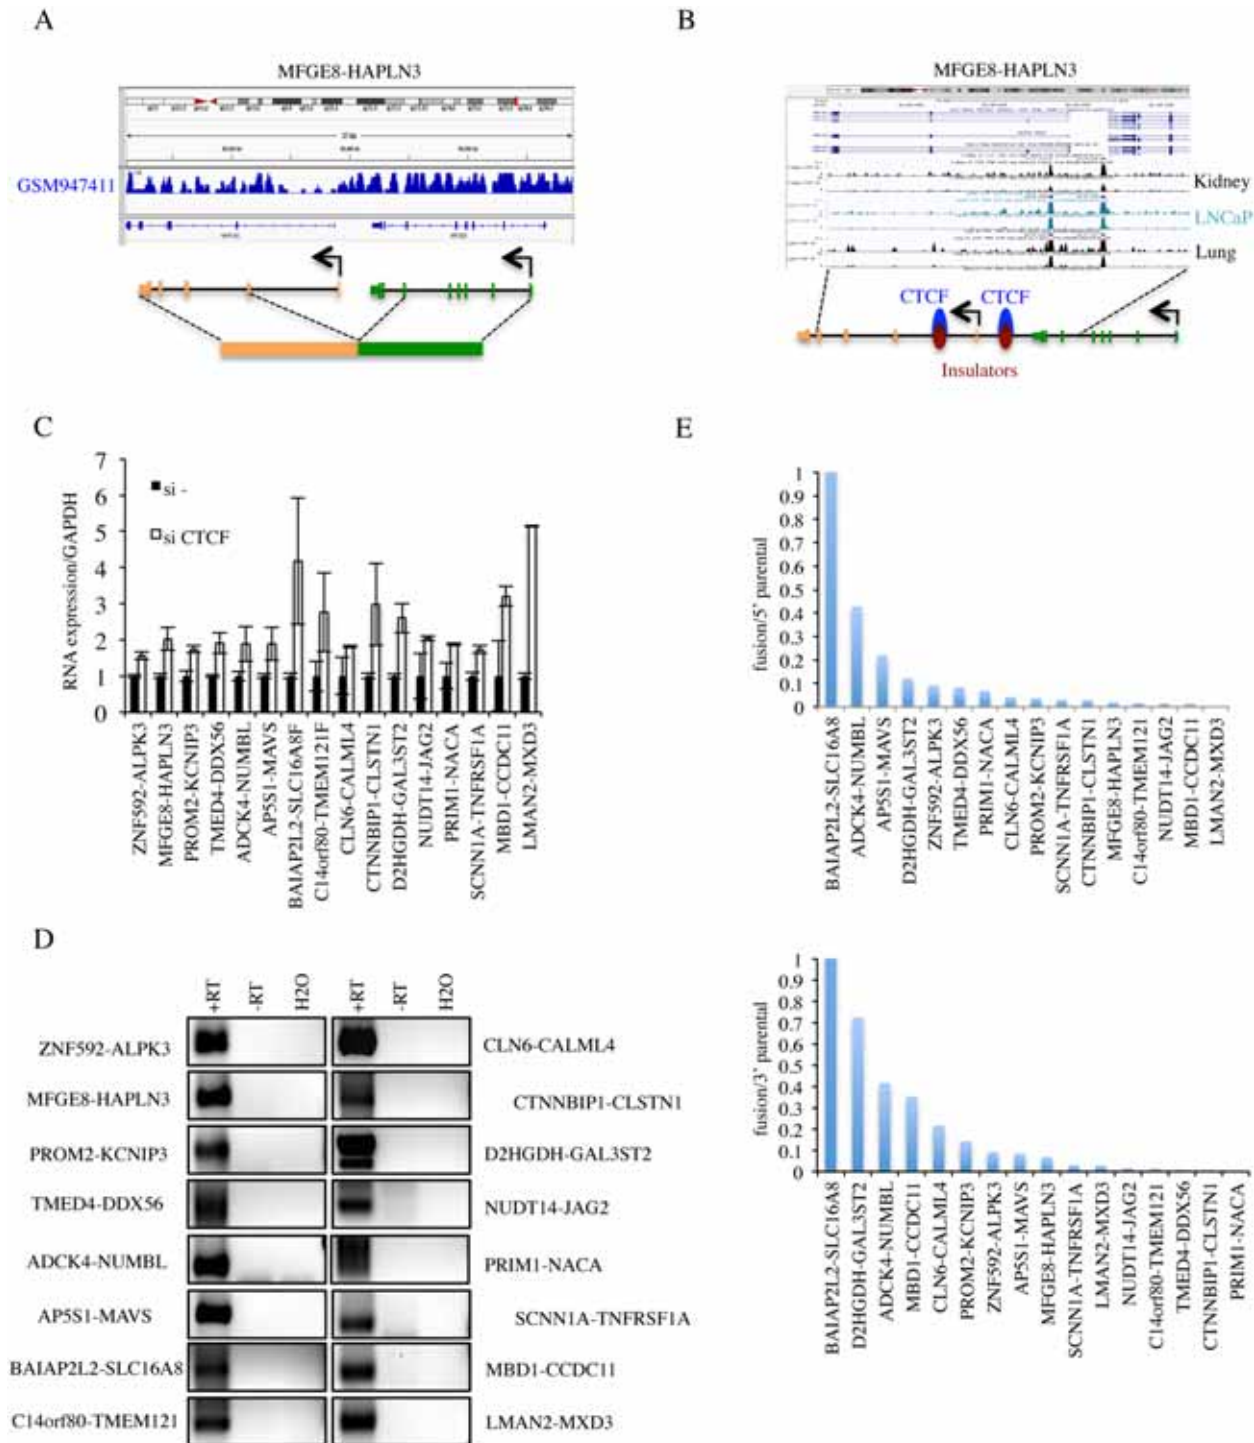 A
MFGE8-HAPLN3
GSM947411
B
MFGE8-HAPLN3
Kidney
LNCaP
Lung
CTCF
CTCF
Insulators
C
RNA expression/GAPDH
7
6
5
4
3
2
1
0
si -
si CTCF
ZNF592-ALPK3
MFGE8-HAPLN3
PROM2-KCNIP3
TMED4-DDX56
ADCK4-NUMBL
AP5S1-MAVS
BAIAP2L2-SLC16A8F
C14orf80-TMEM121F
CLN6-CALML4
CTNNBIP1-CLSTN1
D2HGDH-GAL3ST2
NUDT14-JAG2
PRIM1-NACA
SCNN1A-TNFRSF1A
MBD1-CCDC11
LMAN2-MXD3
D
+RT
-RT
H2O
+RT
-RT
H2O
ZNF592-ALPK3
CLN6-CALML4
MFGE8-HAPLN3
CTNNBIP1-CLSTN1
PROM2-KCNIP3
D2HGDH-GAL3ST2
TMED4-DDX56
NUDT14-JAG2
ADCK4-NUMBL
PRIM1-NACA
AP5S1-MAVS
SCNN1A-TNFRSF1A
BAIAP2L2-SLC16A8
MBD1-CCDC11
C14orf80-TMEM121
LMAN2-MXD3
E
fusion/5' parental
1
0.9
0.8
0.7
0.6
0.5
0.4
0.3
0.2
0.1
0
BAIAP2L2-SLC16A8
ADCK4-NUMBL
AP5S1-MAVS
D2HGDH-GAL3ST2
ZNF592-ALPK3
TMED4-DDX56
PRIM1-NACA
CLN6-CALML4
PROM2-KCNIP3
SCNN1A-TNFRSF1A
CTNNBIP1-CLSTN1
MFGE8-HAPLN3
C14orf80-TMEM121
NUDT14-JAG2
MBD1-CCDC11
LMAN2-MXD3
fusion/3' parental
1
0.9
0.8
0.7
0.6
0.5
0.4
0.3
0.2
0.1
0
BAIAP2L2-SLC16A8
D2HGDH-GAL3ST2
ADCK4-NUMBL
MBD1-CCDC11
CLN6-CALML4
PROM2-KCNIP3
ZNF592-ALPK3
AP5S1-MAVS
MFGE8-HAPLN3
SCNN1A-TNFRSF1A
LMAN2-MXD3
NUDT14-JAG2
C14orf80-TMEM121
TMED4-DDX56
CTNNBIP1-CLSTN1
PRIM1-NACA